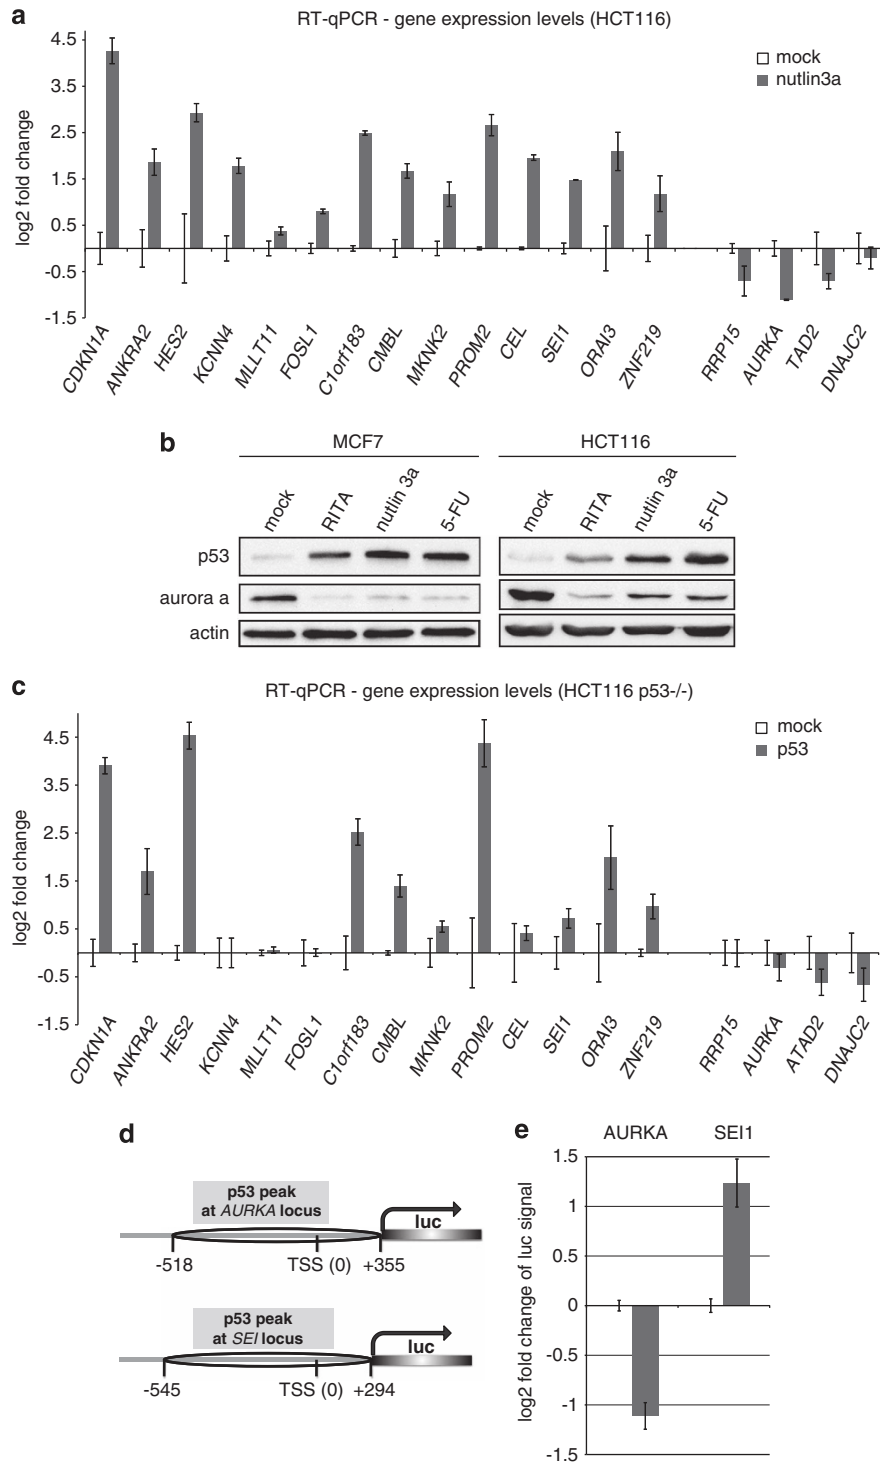 a
RT-qPCR - gene expression levels (HCT116)
mock
nutlin3a
log2 fold change
4.5
3.5
2.5
1.5
0.5
-0.5
-1.5
CDKN1A
ANKRA2
HES2
KCNN4
MLLT11
FOSL1
C1orf183
CMBL
MKNK2
PROM2
CEL
SEI1
ORAI3
ZNF219
RRP15
AURKA
TAD2
DNAJC2
b
MCF7
HCT116
mock
RITA
nutlin 3a
5-FU
mock
RITA
nutlin 3a
5-FU
p53
aurora a
actin
c
RT-qPCR - gene expression levels (HCT116 p53-/-)
mock
p53
log2 fold change
4.5
3.5
2.5
1.5
0.5
-0.5
-1.5
CDKN1A
ANKRA2
HES2
KCNN4
MLLT11
FOSL1
C1orf183
CMBL
MKNK2
PROM2
CEL
SEI1
ORAI3
ZNF219
RRP15
AURKA
ATAD2
DNAJC2
d
p53 peak
at AURKA locus
luc
-518
TSS (0)
+355
p53 peak
at SEI locus
luc
-545
TSS (0)
+294
e
AURKA
SEI1
log2 fold change of luc signal
1.5
1
0.5
0
-0.5
-1
-1.5